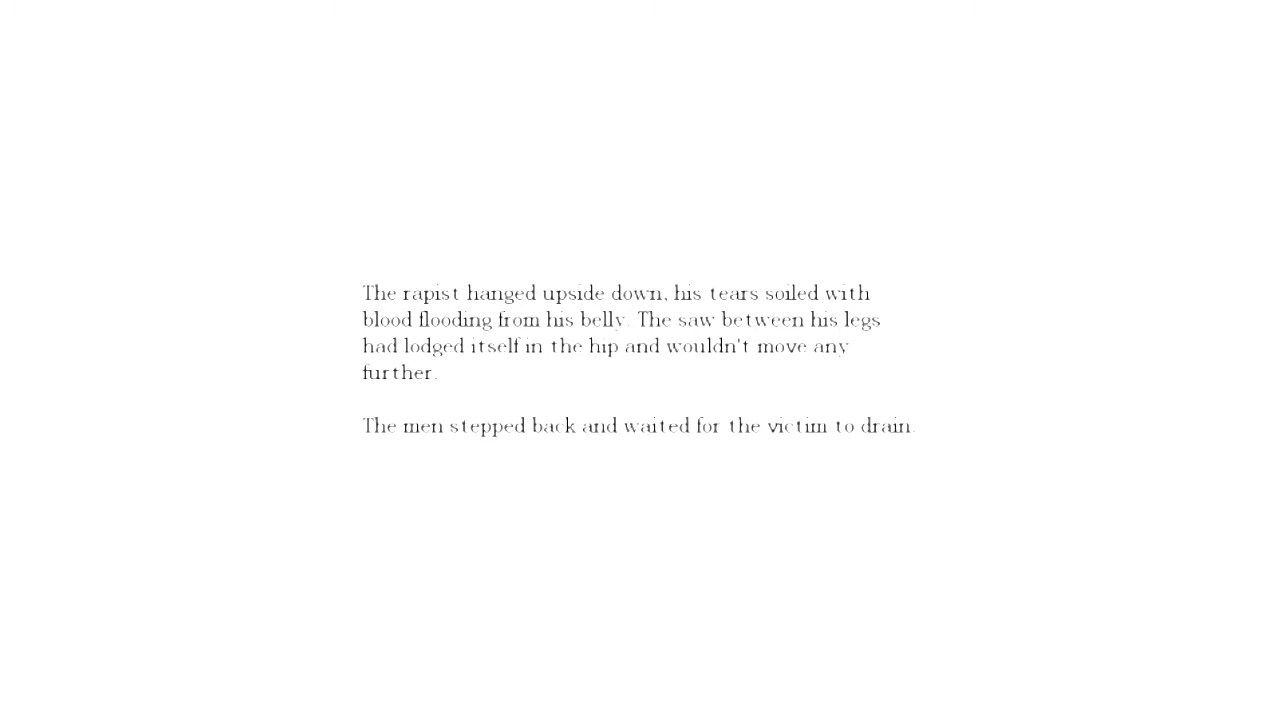 The rapist hanged upside down, his tears soiled with
blood flooding from his belly. The saw between his legs
had lodged itself in the hip and wouldn't move any
further.
The men stepped back and waited for the victim to drain.